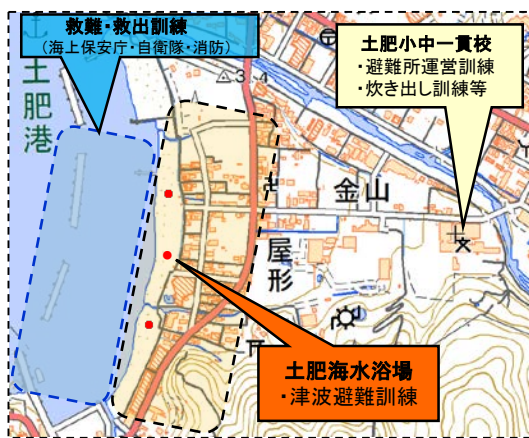 救難・救出訓練
(海上保安庁・自衛隊・消防)
土肥小中一貫校
・避難所運営訓練
・炊き出し訓練等
土肥港
3.4
金山
屋形
土肥海水浴場
・津波避難訓練